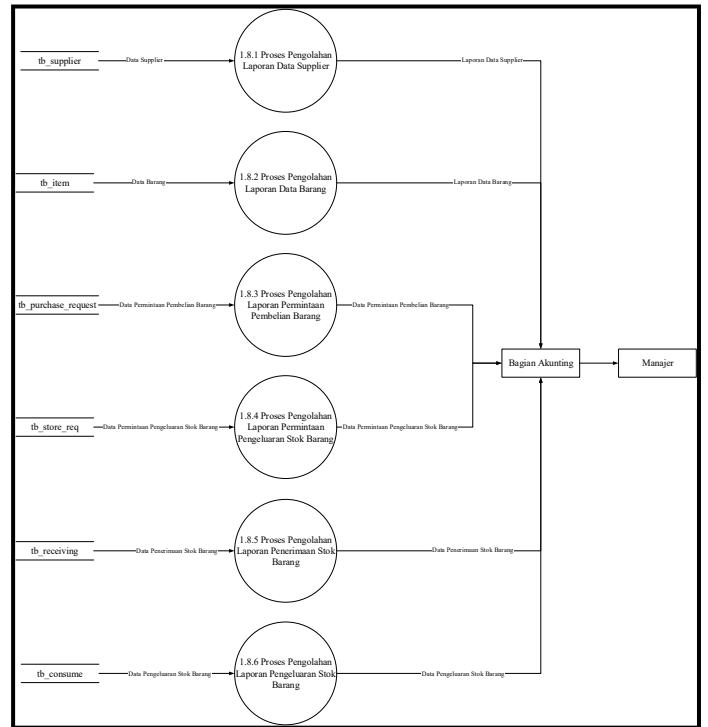 tb_supplier
Data Supplier
1.8.1 Proses Pengolahan
Laporan Data Supplier
Laporan Data Supplier
tb_item
Data Barang
1.8.2 Proses Pengolahan
Laporan Data Barang
Laporan Data Barang
tb_purchase_request
Data Permintaan Pembelian Barang
1.8.3 Proses Pengolahan
Laporan Permintaan
Pembelian Barang
Data Permintaan Pembelian Barang
Bagian Akunting
Manajer
tb_store_req
Data Permintaan Pengeluaran Stok Barang
1.8.4 Proses Pengolahan
Laporan Permintaan
Pengeluaran Stok Barang
Data Permintaan Pengeluaran Stok Barang
tb_receiving
Data Penerimaan Stok Barang
1.8.5 Proses Pengolahan
Laporan Penerimaan Stok
Barang
Data Penerimaan Stok Barang
tb_consume
Data Pengeluaran Stok Barang
1.8.6 Proses Pengolahan
Laporan Pengeluaran Stok
Barang
Data Pengeluaran Stok Barang